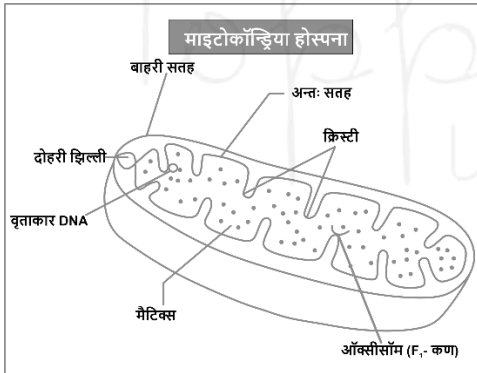 माइटोकॉन्ड्रिया होस्पना
बाहरी सतह
अन्तः सतह
क्रिस्टी
दोहरी झिल्ली
वृताकार DNA
मैटिक्स
ऑक्सीसॉम (F₁- कण)